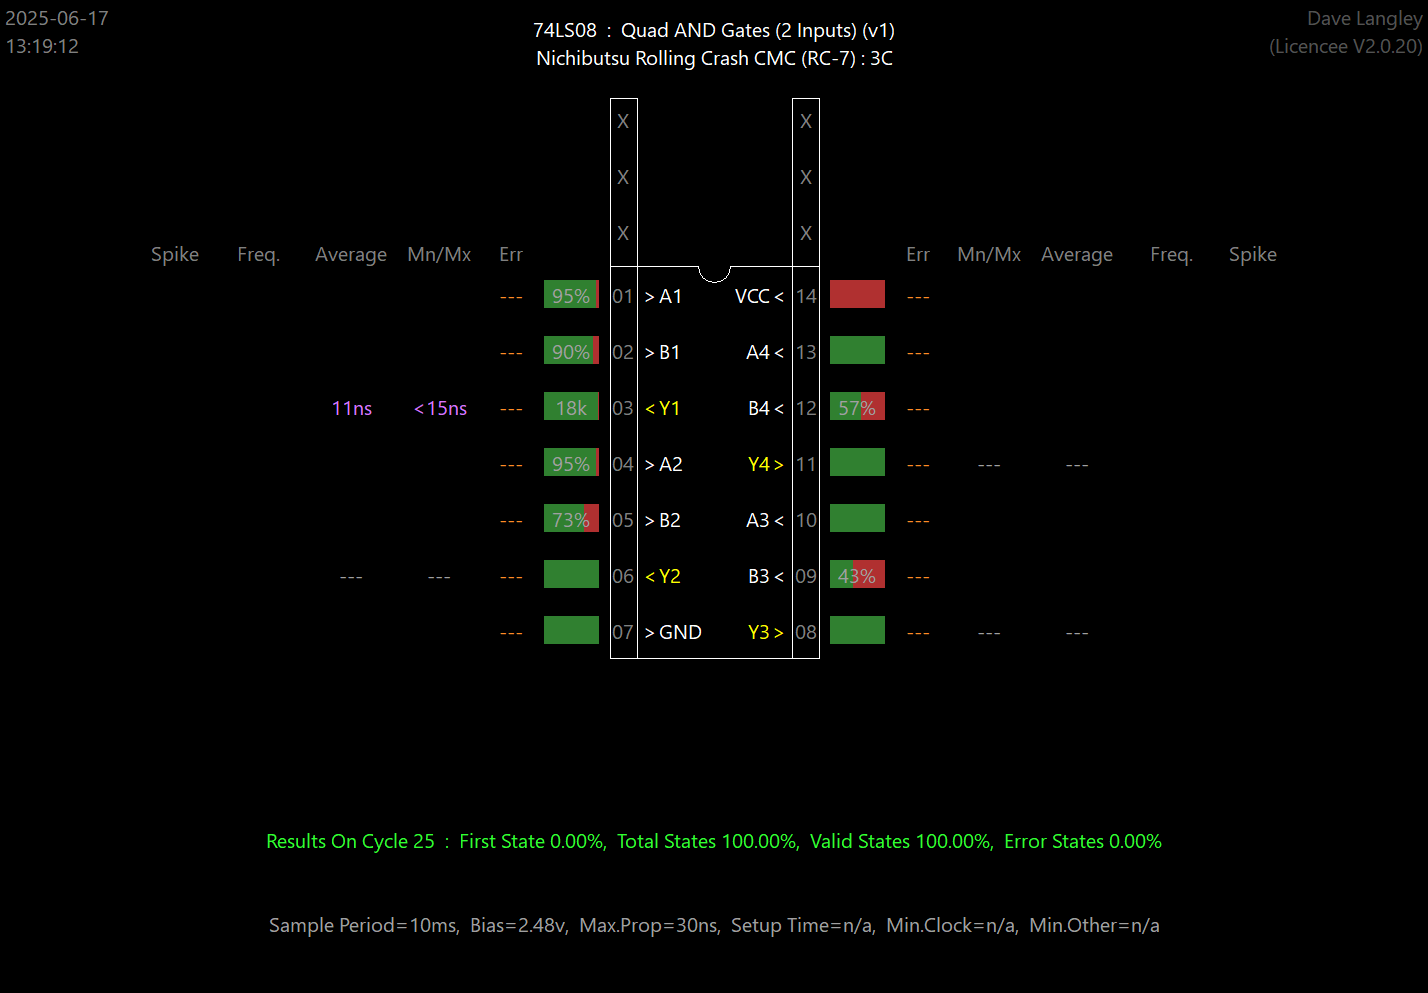 2025-06-17
13:19:12
74LS08 : Quad AND Gates (2 Inputs) (v1)
Nichibutsu Rolling Crash CMC (RC-7) : 3C
Dave Langley
(Licencee V2.0.20)
X X
X X
X X
Spike Freq. Average Mn/Mx Err Err Mn/Mx Average Freq. Spike
--- 95% 01 > A1 VCC < 14 ---
--- 90% 02 > B1 A4 < 13 ---
11ns <15ns --- 18k 03 < Y1 B4 < 12 57% ---
--- 95% 04 > A2 Y4 > 11 --- --- ---
--- 73% 05 > B2 A3 < 10 ---
--- --- --- 06 < Y2 B3 < 09 43% ---
--- 07 > GND Y3 > 08 --- --- ---
Results On Cycle 25 : First State 0.00%, Total States 100.00%, Valid States 100.00%, Error States 0.00%
Sample Period=10ms, Bias=2.48v, Max.Prop=30ns, Setup Time=n/a, Min.Clock=n/a, Min.Other=n/a